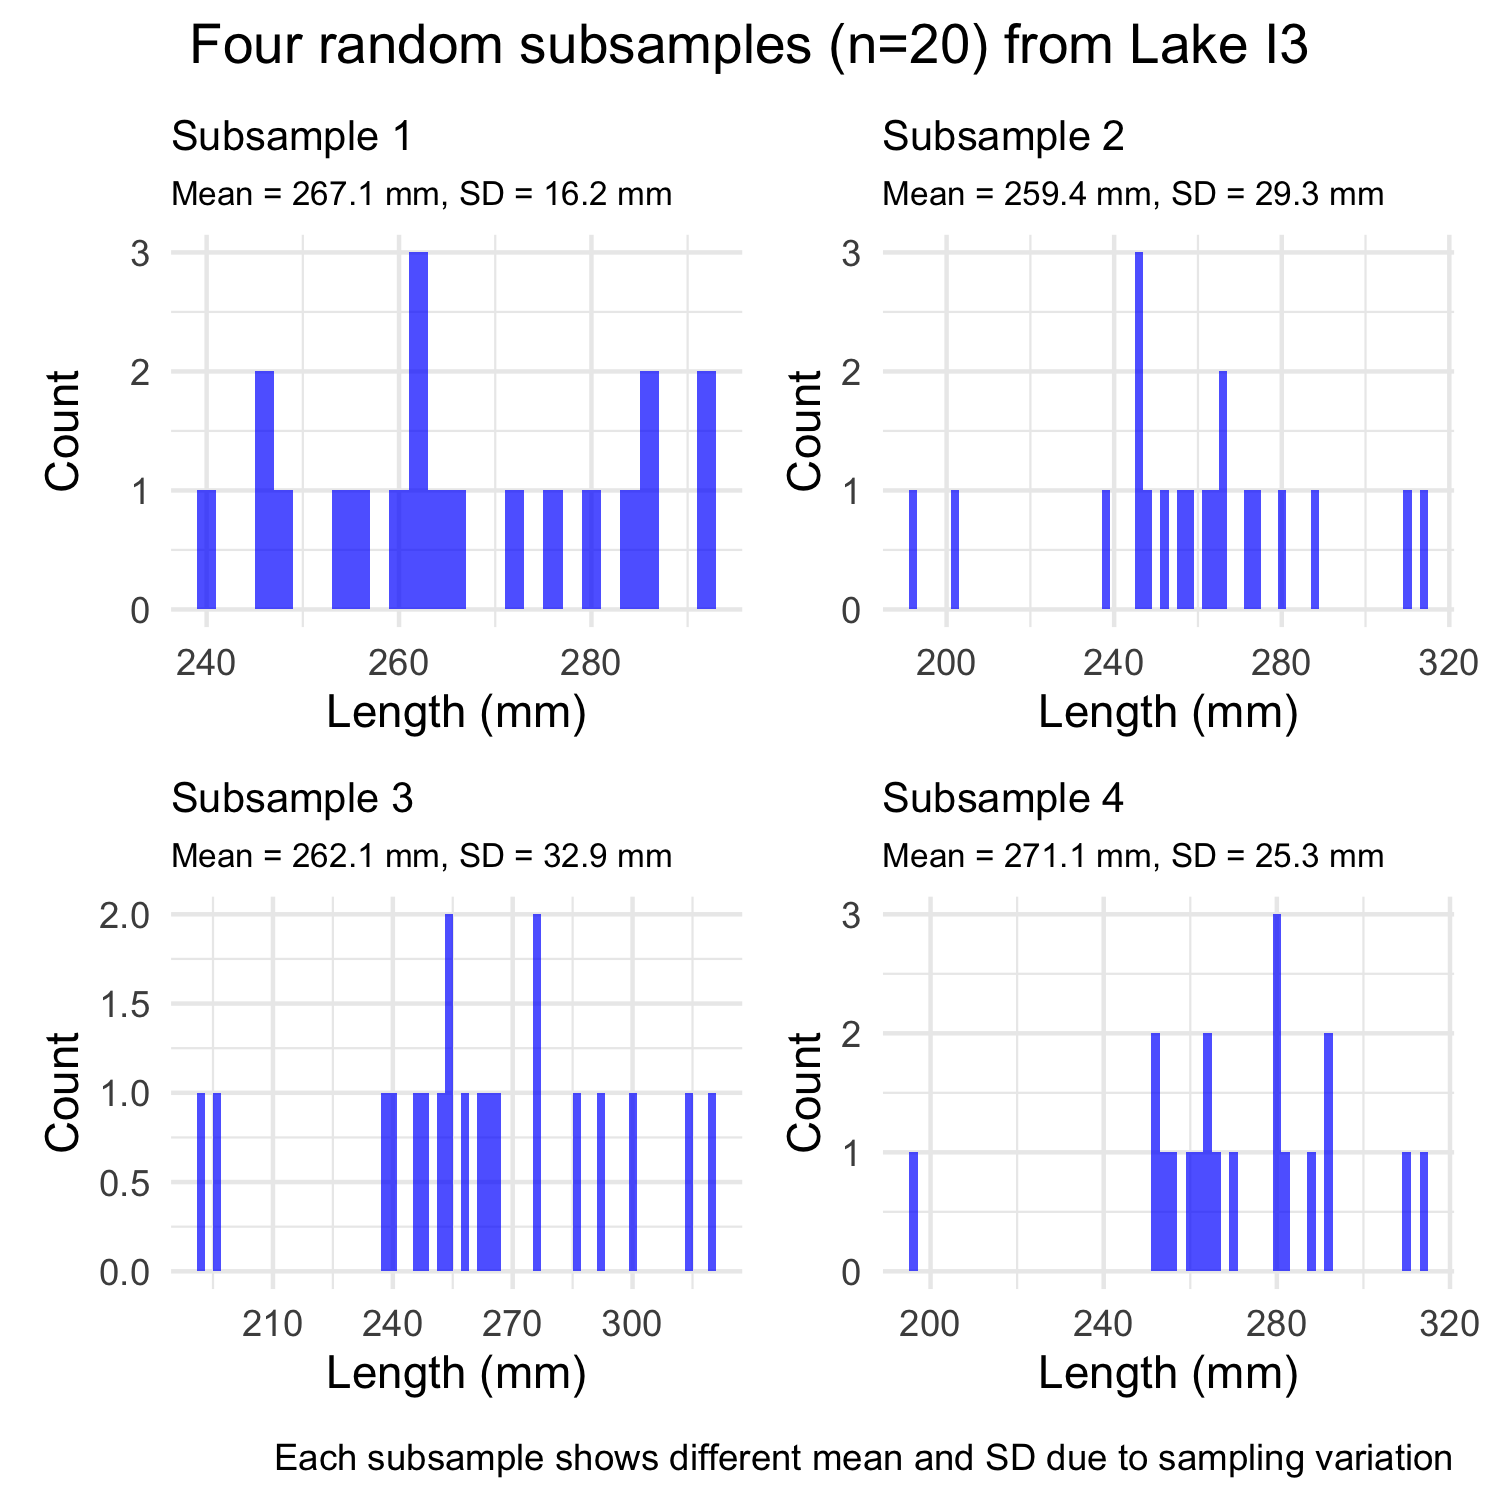 Four random subsamples (n=20) from Lake I3
Subsample 1
Mean = 267.1 mm, SD = 16.2 mm
3
2
1
0
Count
240 260 280
Length (mm)
Subsample 2
Mean = 259.4 mm, SD = 29.3 mm
3
2
1
0
Count
200 240 280 320
Length (mm)
Subsample 3
Mean = 262.1 mm, SD = 32.9 mm
2.0
1.5
1.0
0.5
0.0
Count
210 240 270 300
Length (mm)
Subsample 4
Mean = 271.1 mm, SD = 25.3 mm
3
2
1
0
Count
200 240 280 320
Length (mm)
Each subsample shows different mean and SD due to sampling variation